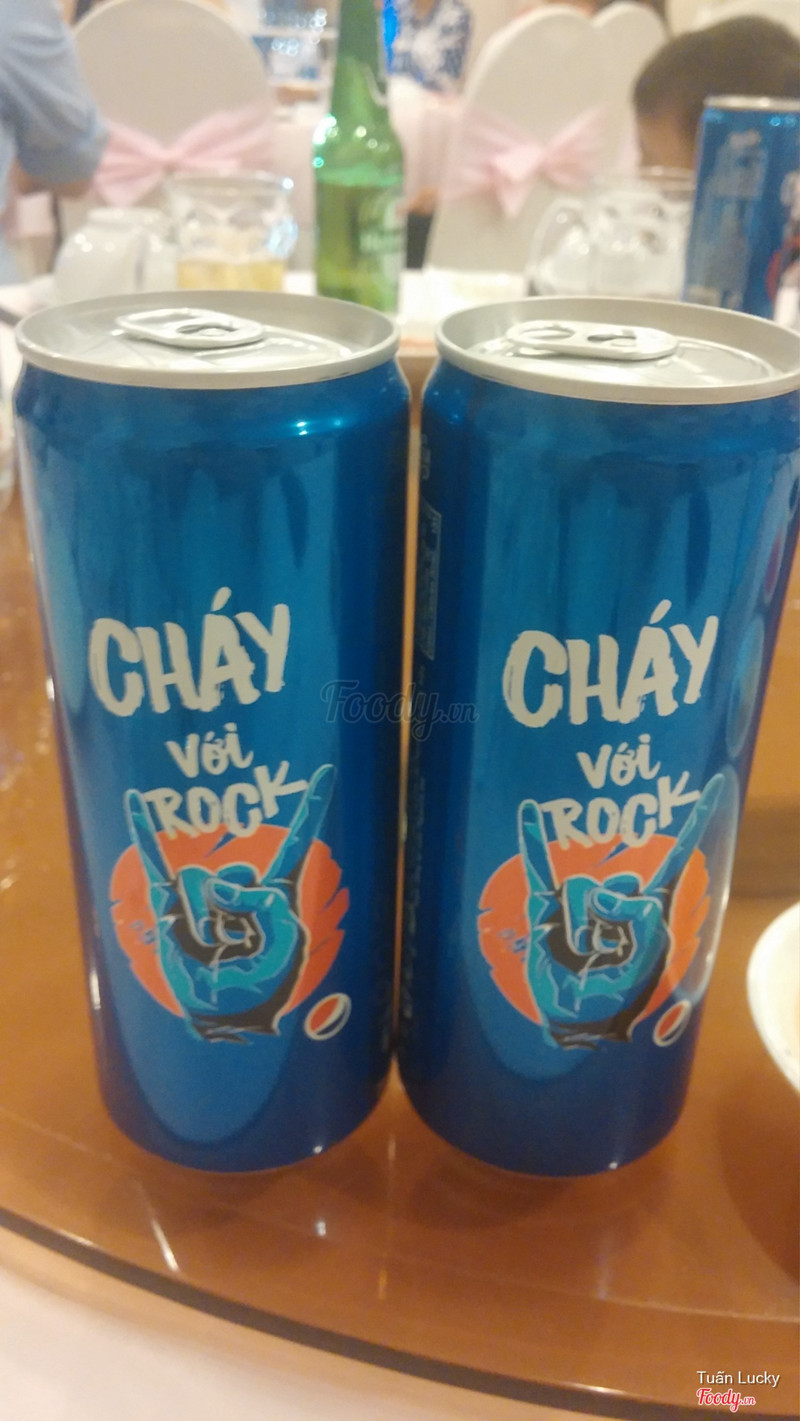 CHÁY
với
ROCK
CHÁY
với
ROCK
Foody.vn
Tuấn Lucky
Foody.vn